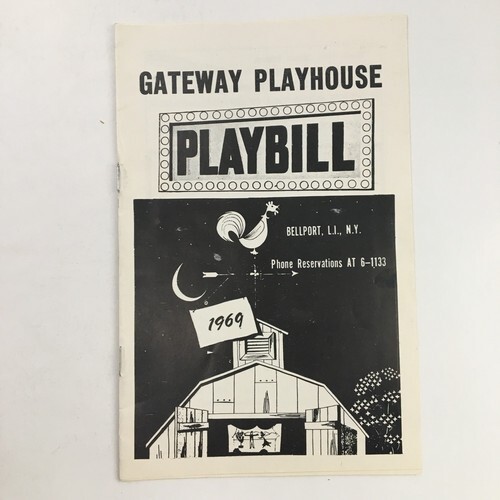 GATEWAY PLAYHOUSE
PLAYBILL
BELLPORT, L.I., N.Y.
Phone Reservations AT 6-1133
1969